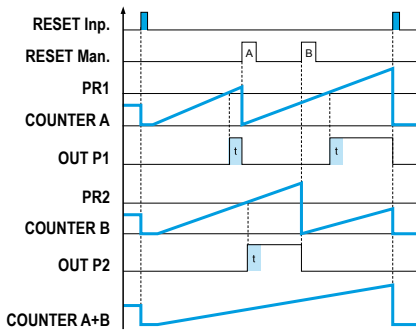 RESET Inp.
RESET Man.
A
B
PR1
COUNTER A
OUT P1
t
t
PR2
COUNTER B
OUT P2
t
COUNTER A+B